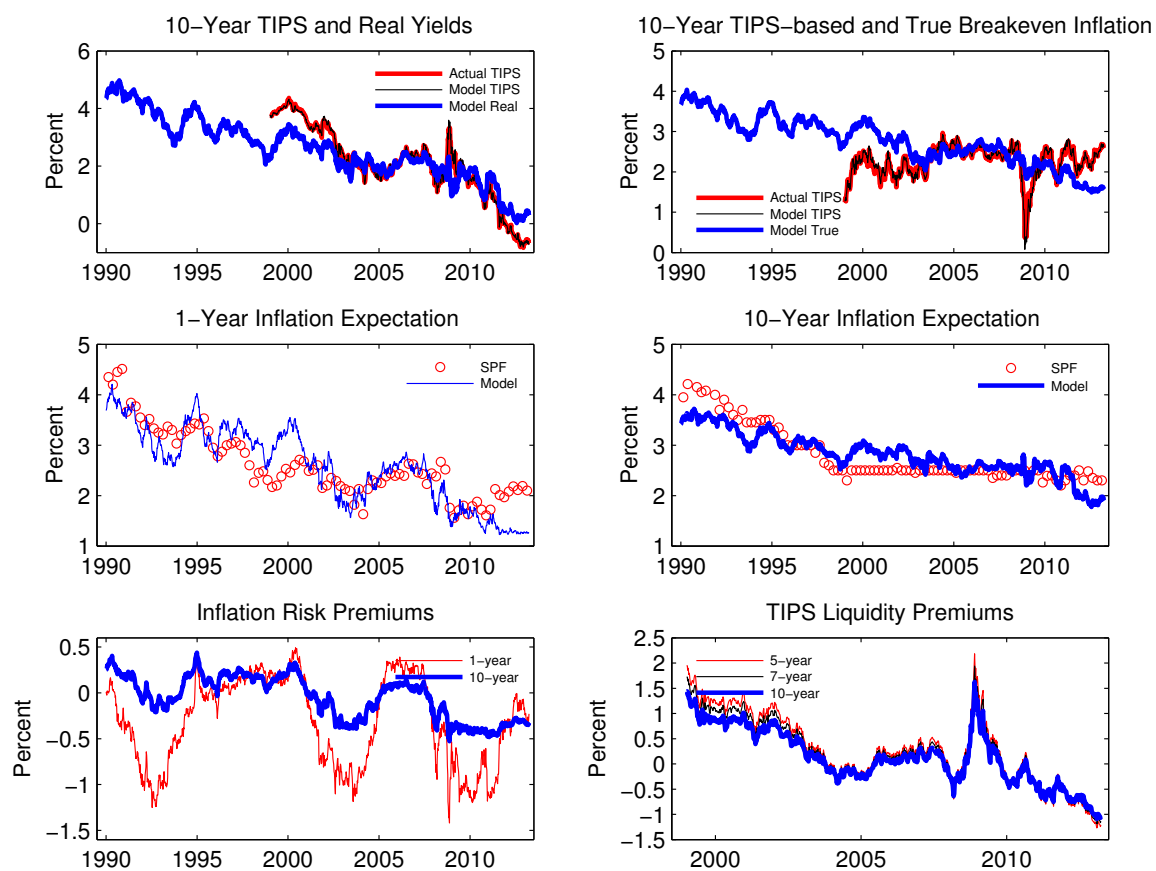 10−Year TIPS and Real Yields
6
4
2
0
Percent
Actual TIPS
Model TIPS
Model Real
1990 1995 2000 2005 2010
10−Year TIPS−based and True Breakeven Inflation
5
4
3
2
1
0
Percent
Actual TIPS
Model TIPS
Model True
1990 1995 2000 2005 2010
1−Year Inflation Expectation
5
4
3
2
1
Percent
SPF
Model
1990 1995 2000 2005 2010
10−Year Inflation Expectation
5
4
3
2
1
Percent
SPF
Model
1990 1995 2000 2005 2010
Inflation Risk Premiums
0.5
0
−0.5
−1
−1.5
Percent
1−year
10−year
1990 1995 2000 2005 2010
TIPS Liquidity Premiums
2.5
2
1.5
1
0.5
0
−0.5
−1
−1.5
Percent
5−year
7−year
10−year
2000 2005 2010